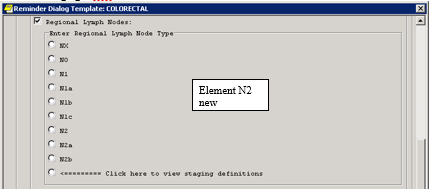 Reminder Dialog Template: COLORECTAL
Regional Lymph Nodes:
Enter Regional Lymph Node Type
NX
N0
N1
N1a
N1b
N1c
N2
N2a
N2b
<========= Click here to view staging definitions
Element N2
new